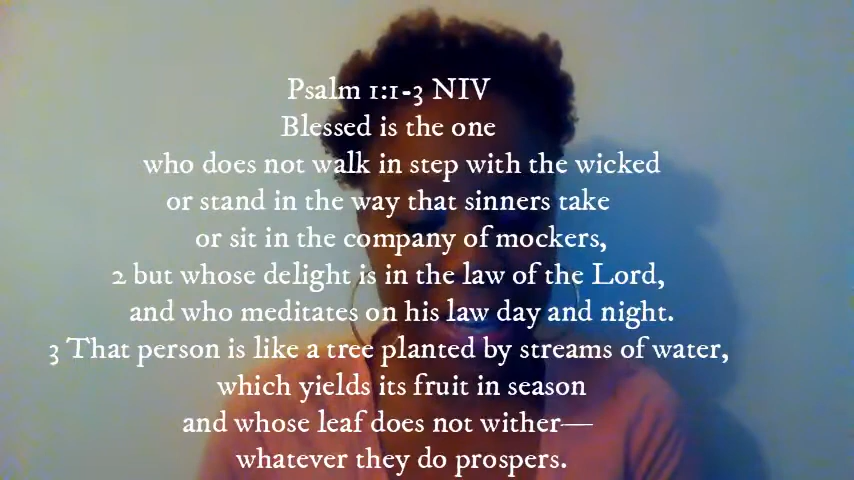 Psalm 1:1-3 NIV
Blessed is the one
who does not walk in step with the wicked
or stand in the way that sinners take
or sit in the company of mockers,
2 but whose delight is in the law of the Lord,
and who meditates on his law day and night.
3 That person is like a tree planted by streams of water,
which yields its fruit in season
and whose leaf does not wither—
whatever they do prospers.